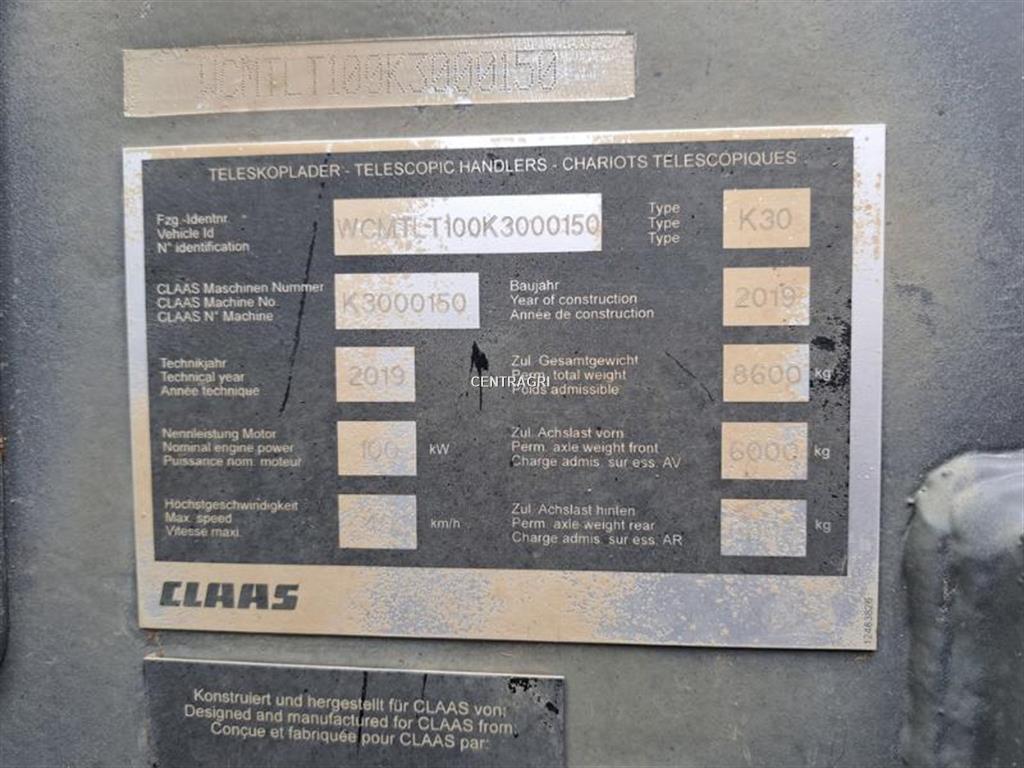 WCMTLT100K3000150
TELESKOPLADER - TELESCOPIC HANDLERS - CHARIOTS TÉLESCOPIQUES
Fzg.-Identnr.
Vehicle Id
N° identification
WCMTLT100K3000150
Type
Type
Type
K30
CLAAS Maschinen Nummer
CLAAS Machine No.
CLAAS N° Machine
K3000150
Baujahr
Year of construction
Année de construction
2019
Technikjahr
Technical year
Année technique
2019
Zul. Gesamtgewicht
Perm. total weight
Poids admissible
8600 kg
CENTRAGRI
Nennleistung Motor
Nominal engine power
Puissance nom. moteur
100 kW
Zul. Achslast vorn
Perm. axle weight front
Charge admis. sur ess. AV
6000 kg
Höchstgeschwindigkeit
Max. speed
Vitesse maxi.
km/h
Zul. Achslast hinten
Perm. axle weight rear
Charge admis. sur ess. AR
kg
CLAAS
Konstruiert und hergestellt für CLAAS von:
Designed and manufactured for CLAAS from:
Conçue et fabriquée pour CLAAS par: